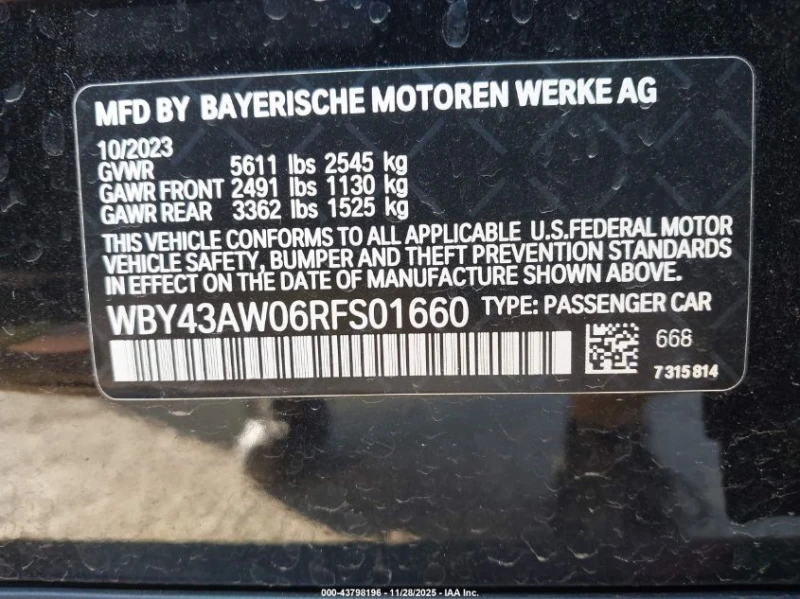 MFD BY BAYERISCHE MOTOREN WERKE AG
10/2023
GVWR 5611 lbs 2545 kg
GAWR FRONT 2491 lbs 1130 kg
GAWR REAR 3362 lbs 1525 kg
THIS VEHICLE CONFORMS TO ALL APPLICABLE U.S.FEDERAL MOTOR
VEHICLE SAFETY, BUMPER AND THEFT PREVENTION STANDARDS
IN EFFECT ON THE DATE OF MANUFACTURE SHOWN ABOVE.
WBY43AW06RFS01660 TYPE: PASSENGER CAR
668
7315814
000-43798196 - 11/28/2025 - IAA Inc.